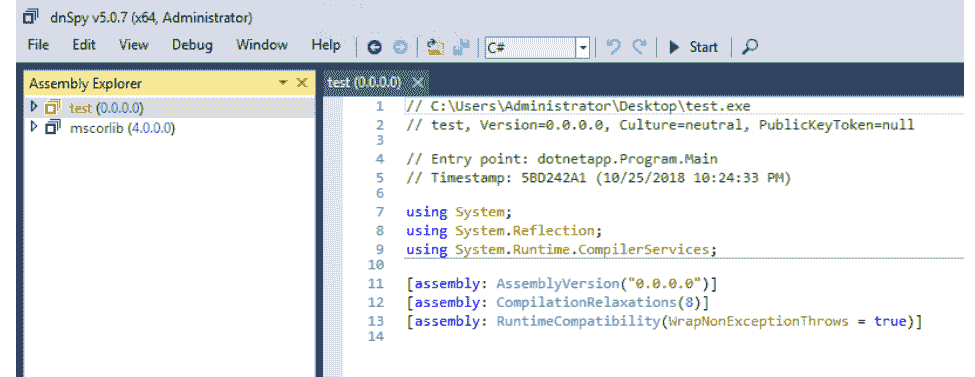 dnSpy v5.0.7 (x64, Administrator)
File Edit View Debug Window Help C# Start
Assembly Explorer
test (0.0.0.0)
mscorlib (4.0.0.0)
test (0.0.0.0)
1 // C:\Users\Administrator\Desktop\test.exe
2 // test, Version=0.0.0.0, Culture=neutral, PublicKeyToken=null
3
4 // Entry point: dotnetapp.Program.Main
5 // Timestamp: 5BD242A1 (10/25/2018 10:24:33 PM)
6
7 using System;
8 using System.Reflection;
9 using System.Runtime.CompilerServices;
10
11 [assembly: AssemblyVersion("0.0.0.0")]
12 [assembly: CompilationRelaxations(8)]
13 [assembly: RuntimeCompatibility(WrapNonExceptionThrows = true)]
14